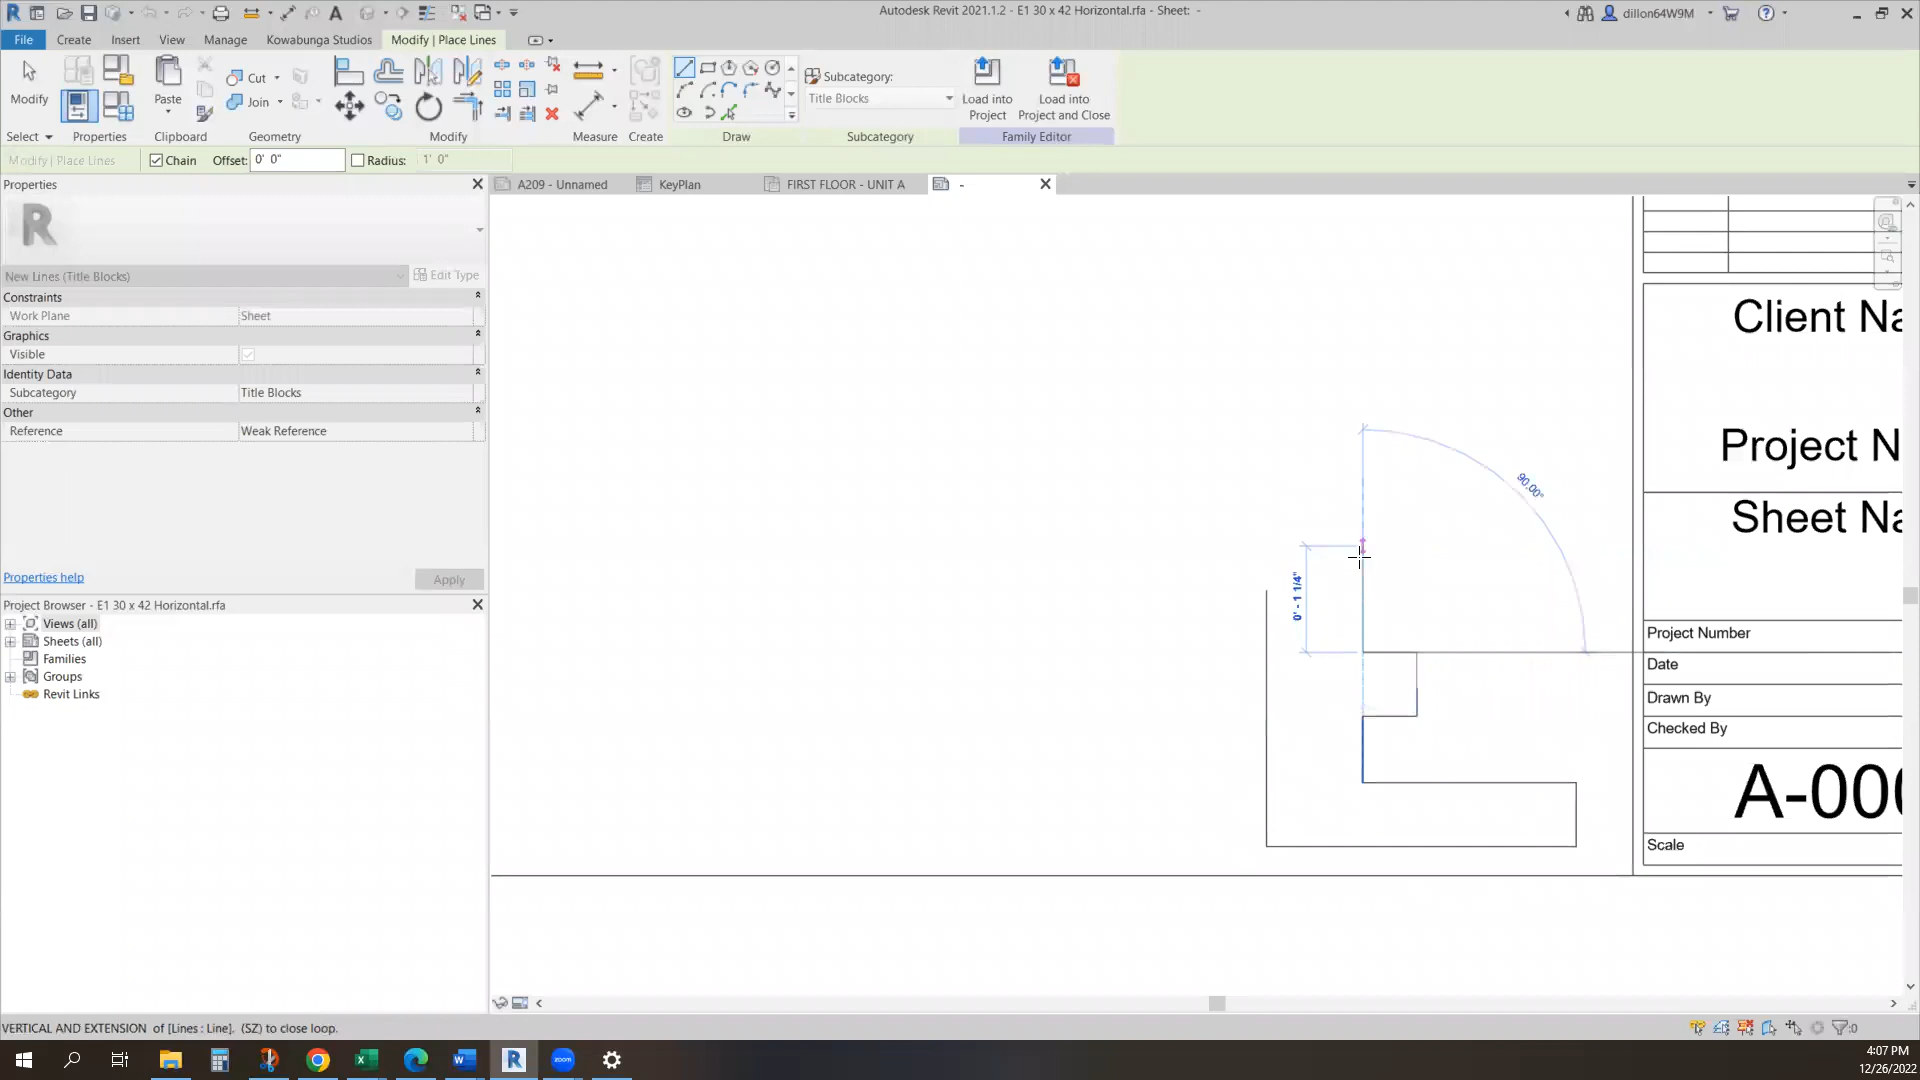 Autodesk Revit 2021.1.2 - E1 30 x 42 Horizontal.rfa - Sheet: -
dillon64W9M
File Create Insert View Manage Kowabunga Studios Modify | Place Lines
Modify
Paste
Cut
Join
Subcategory:
Title Blocks
Load into
Project
Load into
Project and Close
Select Properties Clipboard Geometry Modify Measure Create Draw Subcategory Family Editor
Modify | Place Lines
Chain Offset: 0' 0" Radius: 1' 0"
Properties
A209 - Unnamed KeyPlan FIRST FLOOR - UNIT A -
New Lines (Title Blocks)
Edit Type
Constraints
Work Plane Sheet
Graphics
Visible
Identity Data
Subcategory Title Blocks
Other
Reference Weak Reference
Properties help
Apply
Project Browser - E1 30 x 42 Horizontal.rfa
Views (all)
Sheets (all)
Families
Groups
Revit Links
90.00°
0' - 1 1/4"
Client Na
Project N
Sheet Na
Project Number
Date
Drawn By
Checked By
A-000
Scale
VERTICAL AND EXTENSION of [Lines : Line]. (SZ) to close loop.
:0
4:07 PM
12/26/2022